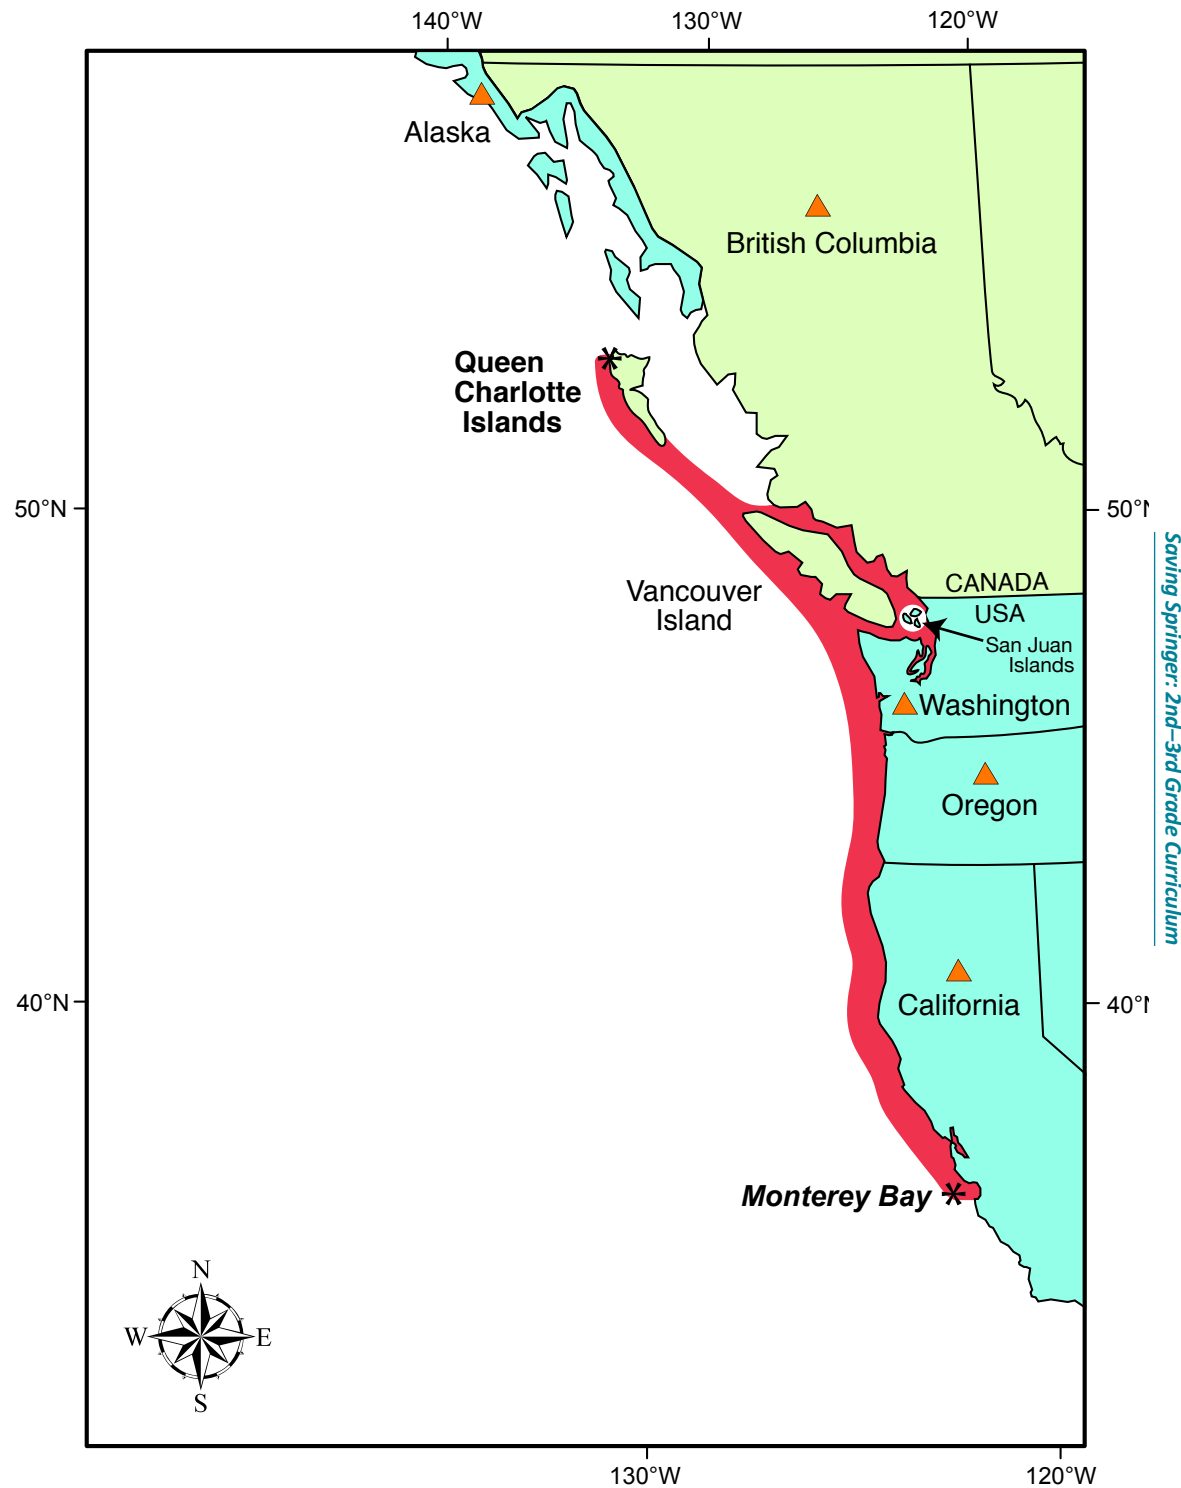 140°W 130°W 120°W
Alaska
British Columbia
Queen
Charlotte
Islands
50°N
50°N
Vancouver
Island
CANADA
USA
San Juan
Islands
Washington
Oregon
40°N
40°N
California
Monterey Bay
N
W E
S
130°W 120°W
Saving Springer: 2nd–3rd Grade Curriculum